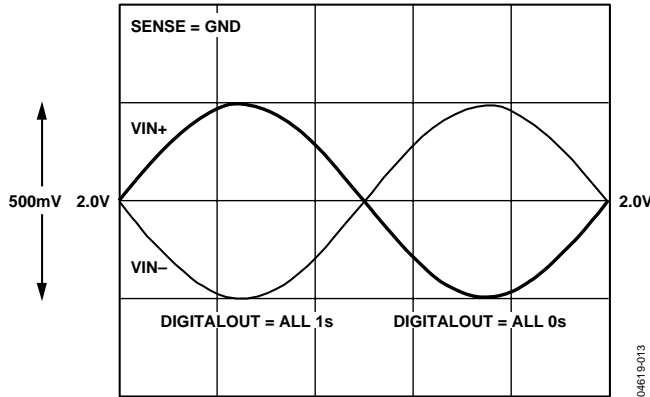 SENSE = GND
VIN+
500mV 2.0V 2.0V
VIN–
DIGITALOUT = ALL 1s DIGITALOUT = ALL 0s
04619-013